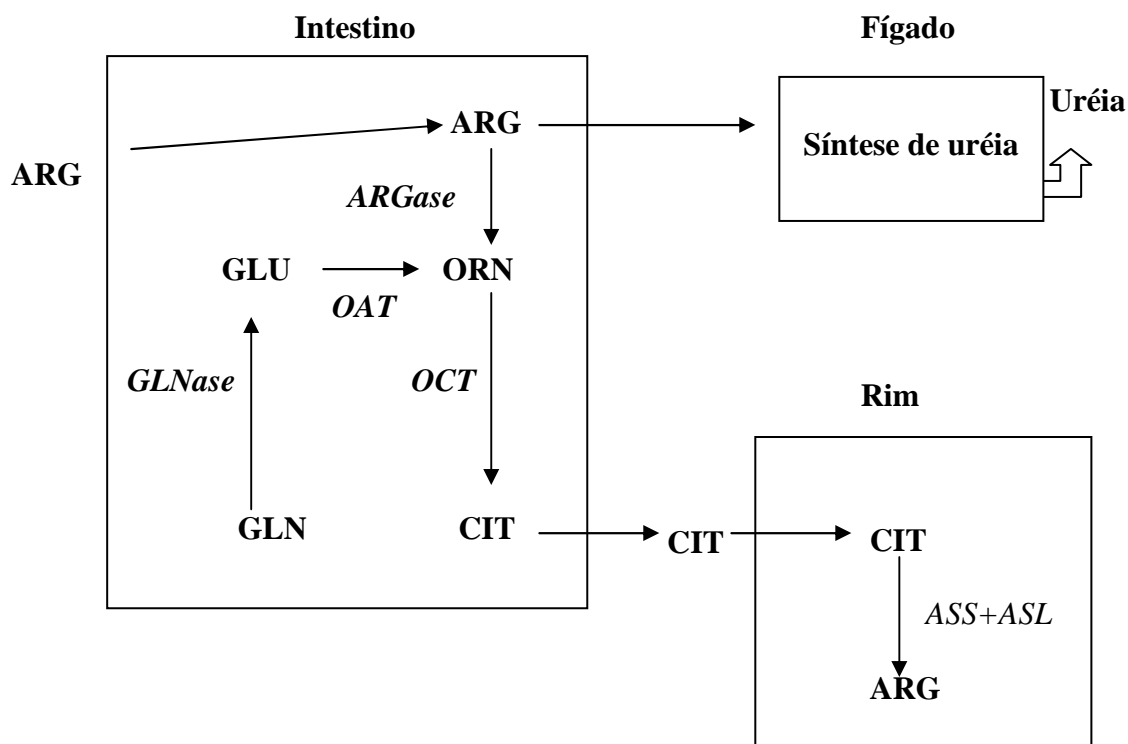 Intestino
Fígado
Uréia
ARG
Síntese de uréia
ARG
ARGase
GLU
ORN
OAT
GLNase
OCT
Rim
GLN
CIT
CIT
CIT
ASS+ASL
ARG